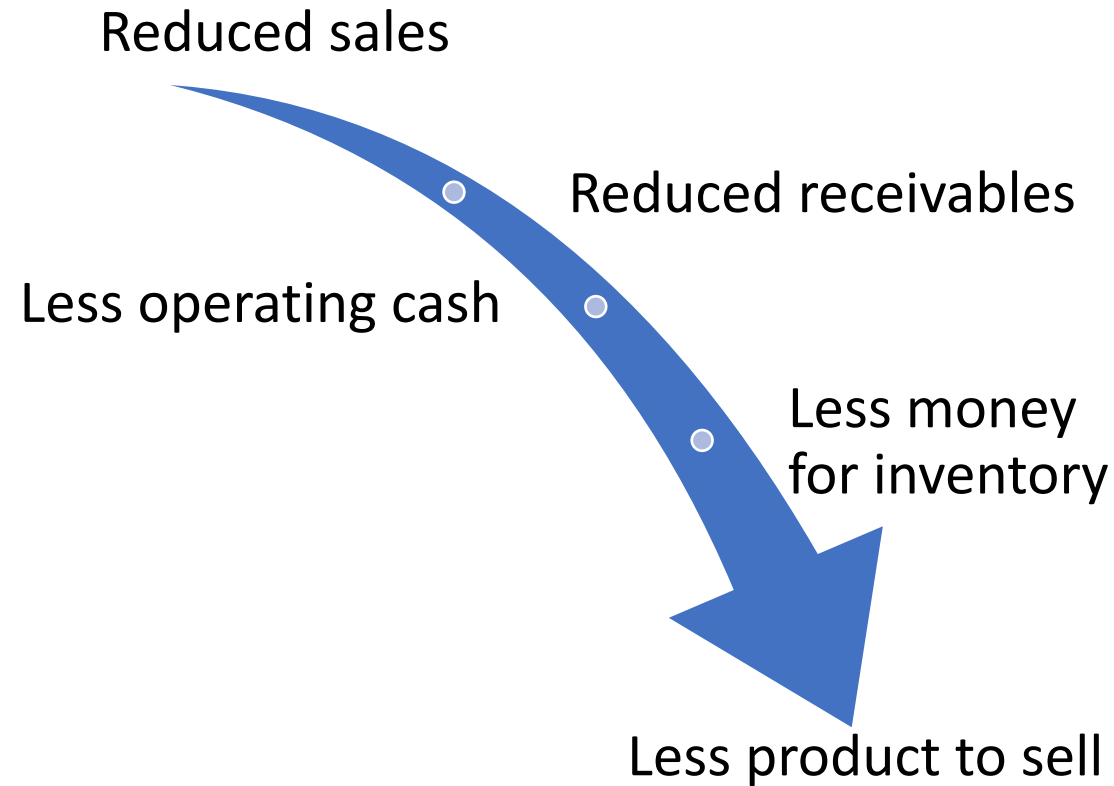 Reduced sales
Reduced receivables
Less operating cash
Less money
for inventory
Less product to sell